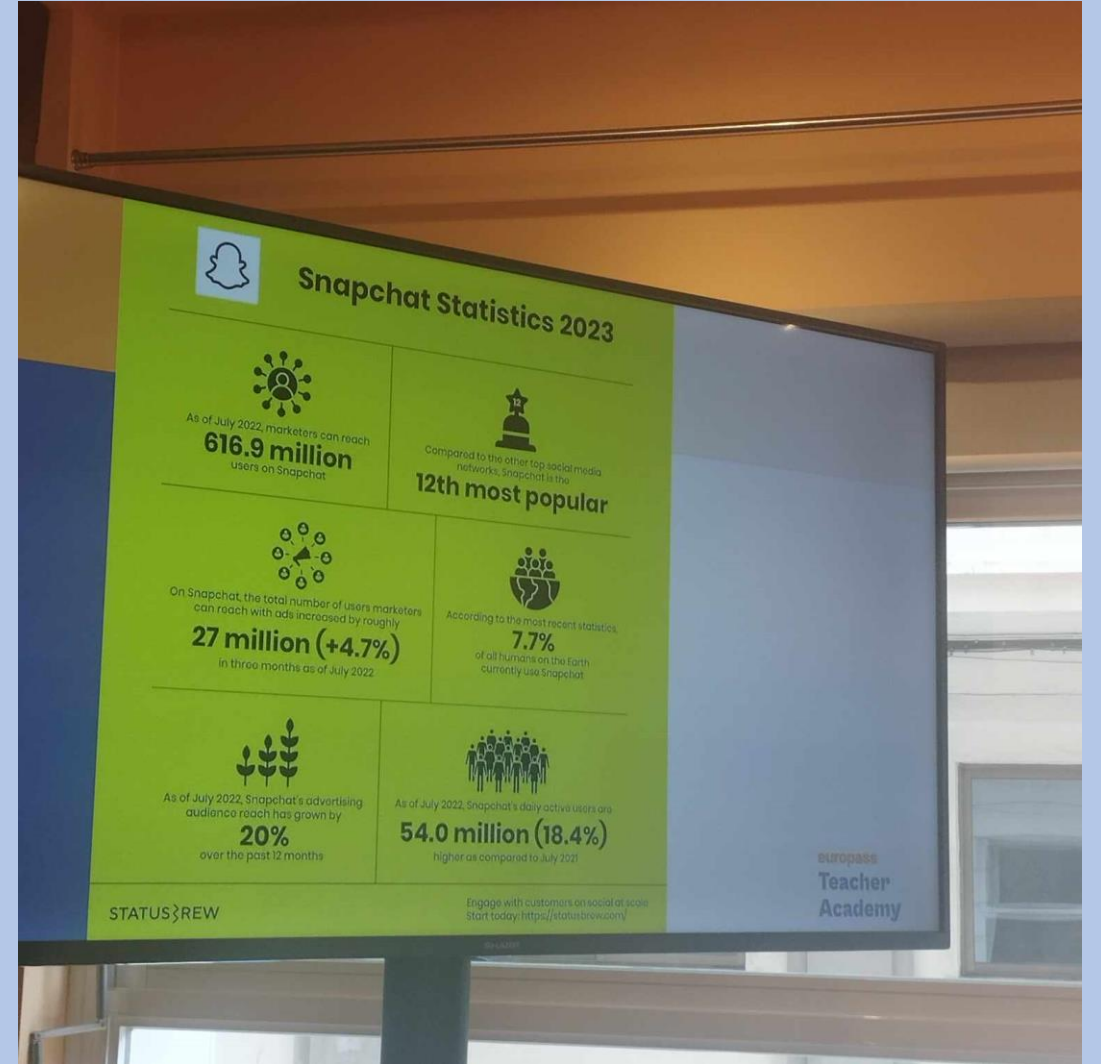 Snapchat Statistics 2023
As of July 2022, marketers can reach
616.9 million
users on Snapchat
12
Compared to the other top social media
networks, Snapchat is the
12th most popular
On Snapchat, the total number of users marketers
can reach with ads increased by roughly
27 million (+4.7%)
in three months as of July 2022
According to the most recent statistics,
7.7%
of all humans on the Earth
currently use Snapchat
As of July 2022, Snapchat's advertising
audience reach has grown by
20%
over the past 12 months
As of July 2022, Snapchat's daily active users are
54.0 million (18.4%)
higher as compared to July 2021
STATUSBREW
Engage with customers on social at scale
Start today: https://statusbrew.com/
europass
Teacher
Academy
SHARP